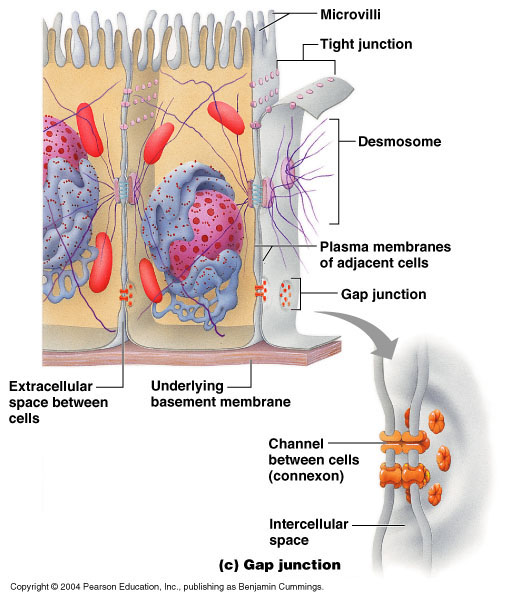 Microvilli
Tight junction
Desmosome
Plasma membranes
of adjacent cells
Gap junction
Extracellular
space between
cells
Underlying
basement membrane
Channel
between cells
(connexon)
Intercellular
space
(c) Gap junction
Copyright © 2004 Pearson Education, Inc., publishing as Benjamin Cummings.